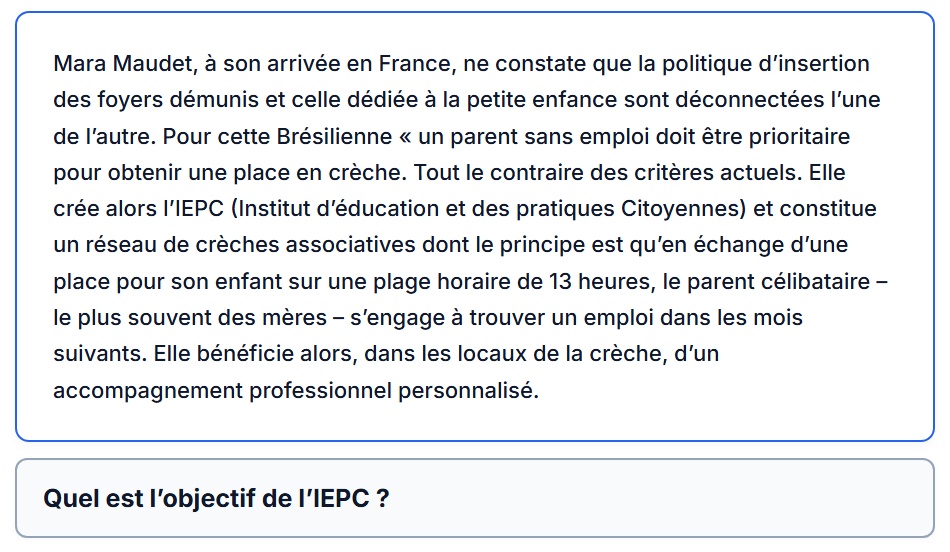 Mara Maudet, à son arrivée en France, ne constate que la politique d’insertion
des foyers démunis et celle dédiée à la petite enfance sont déconnectées l’une
de l’autre. Pour cette Brésilienne « un parent sans emploi doit être prioritaire
pour obtenir une place en crèche. Tout le contraire des critères actuels. Elle
crée alors l’IEPC (Institut d’éducation et des pratiques Citoyennes) et constitue
un réseau de crèches associatives dont le principe est qu’en échange d’une
place pour son enfant sur une plage horaire de 13 heures, le parent célibataire –
le plus souvent des mères – s’engage à trouver un emploi dans les mois
suivants. Elle bénéficie alors, dans les locaux de la crèche, d’un
accompagnement professionnel personnalisé.
Quel est l’objectif de l’IEPC ?